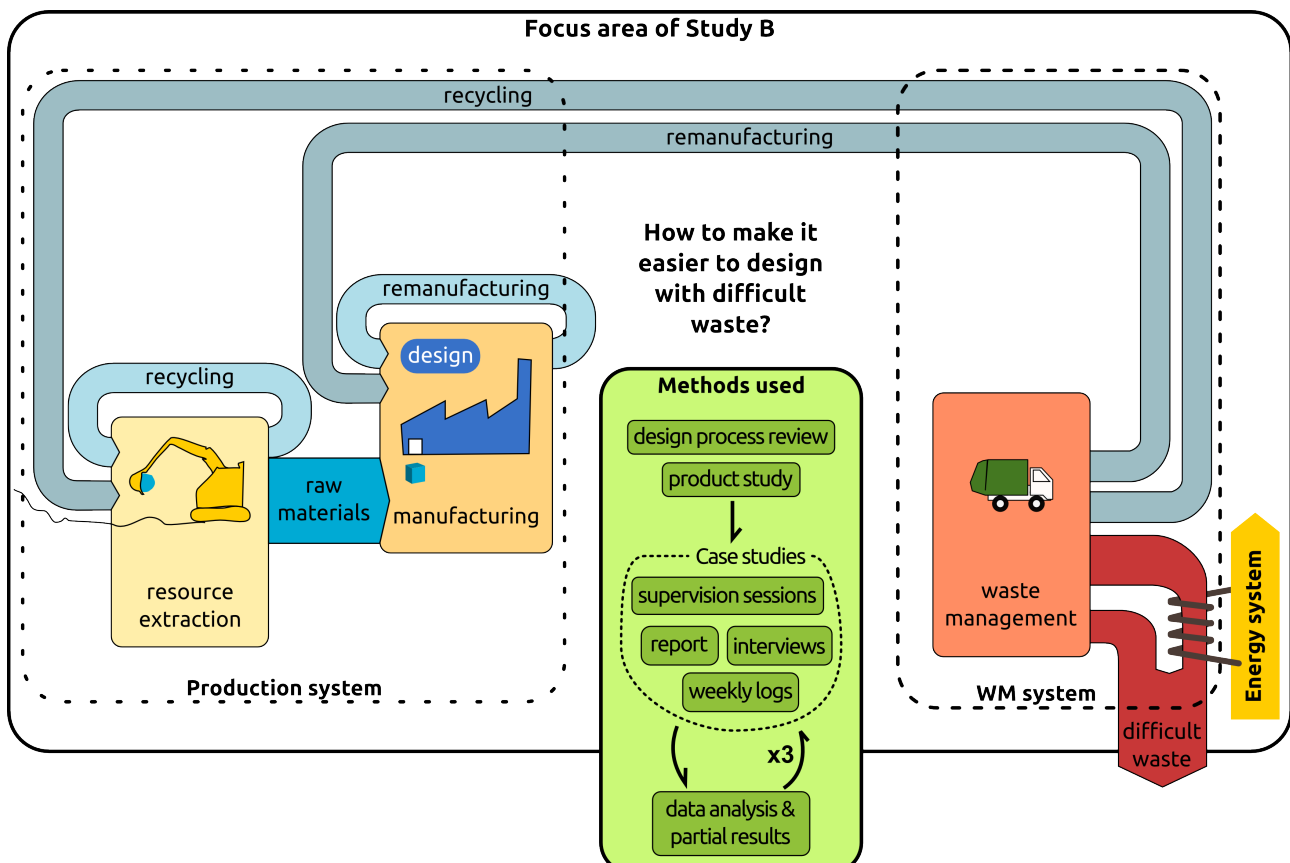 Focus area of Study B
recycling
remanufacturing
How to make it
easier to design
with difficult
waste?
remanufacturing
design
recycling
raw
materials
manufacturing
resource
extraction
Production system
Methods used
design process review
product study
Case studies
supervision sessions
report
interviews
weekly logs
x3
data analysis &
partial results
waste
management
WM system
difficult
waste
Energy system